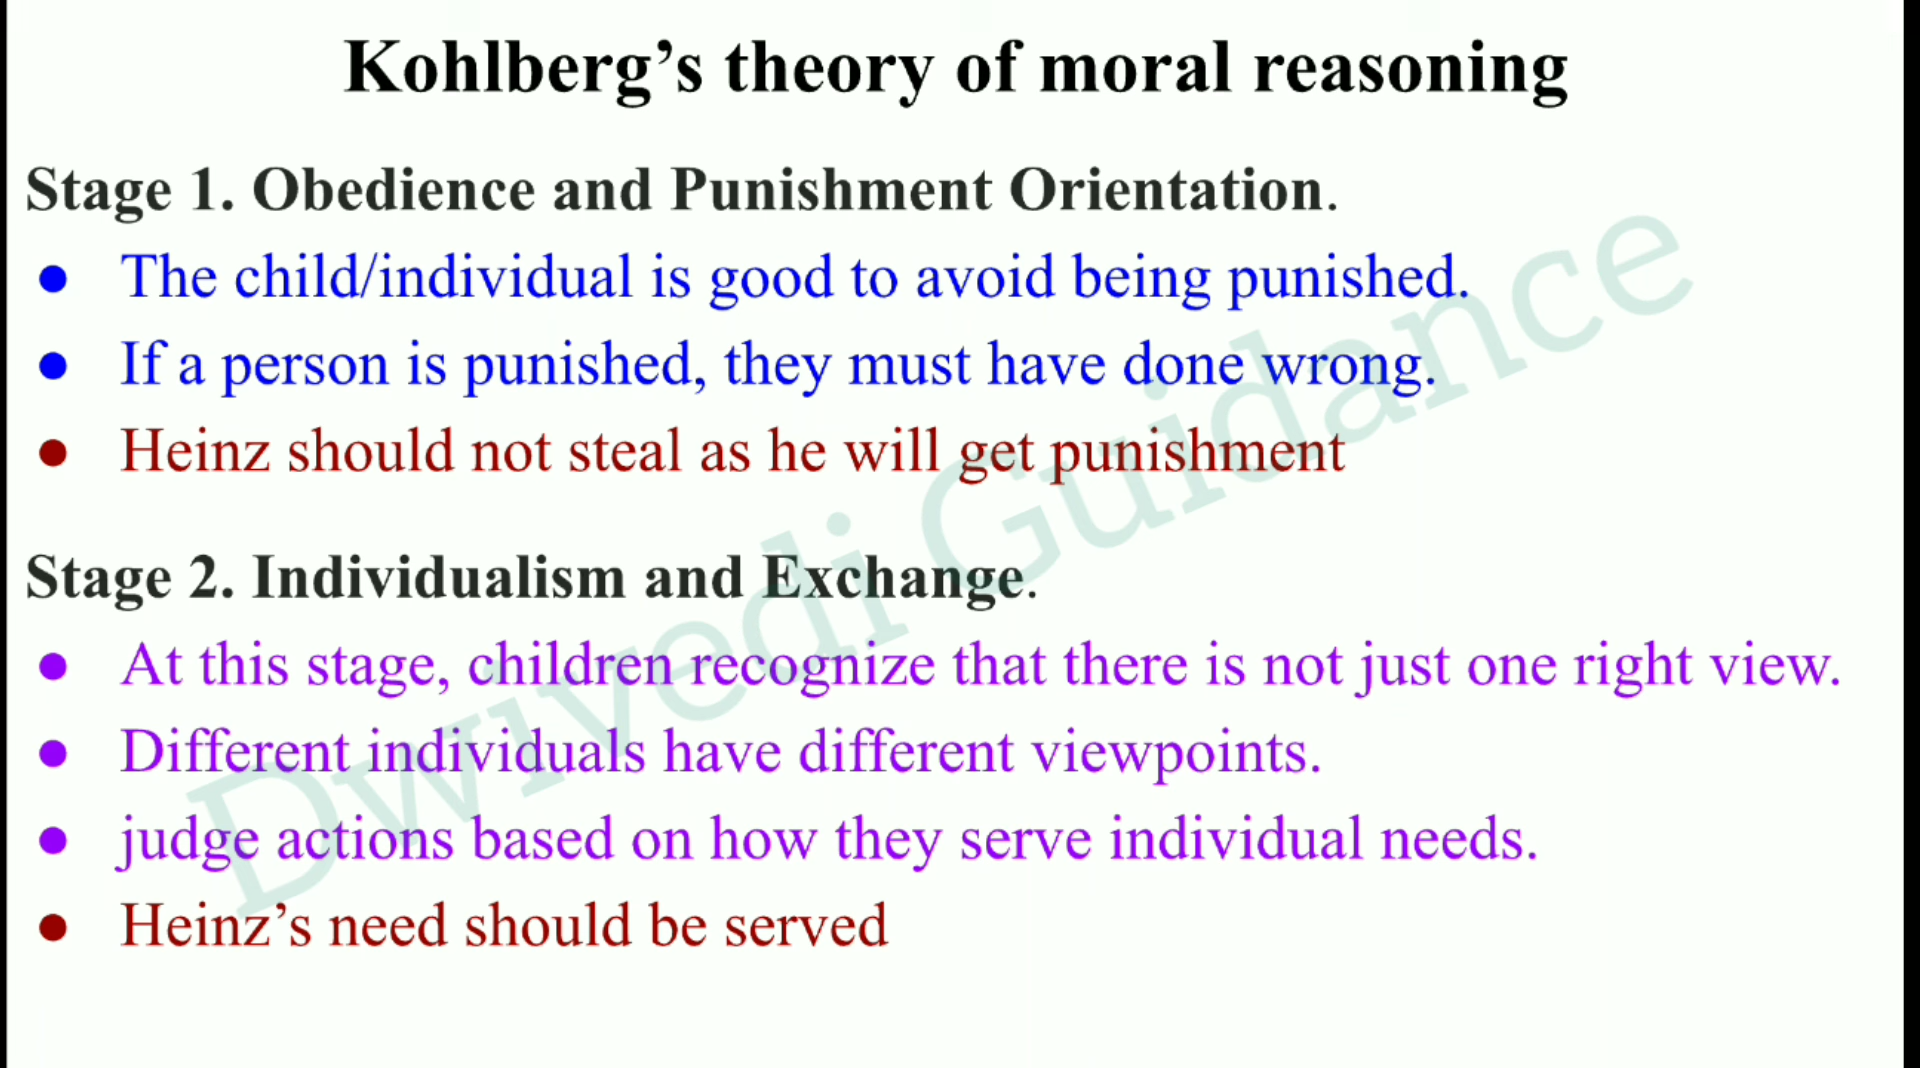 Kohlberg’s theory of moral reasoning
Stage 1. Obedience and Punishment Orientation.
● The child/individual is good to avoid being punished.
● If a person is punished, they must have done wrong.
● Heinz should not steal as he will get punishment
Stage 2. Individualism and Exchange.
● At this stage, children recognize that there is not just one right view.
● Different individuals have different viewpoints.
● judge actions based on how they serve individual needs.
● Heinz’s need should be served
Dwivedi Guidance